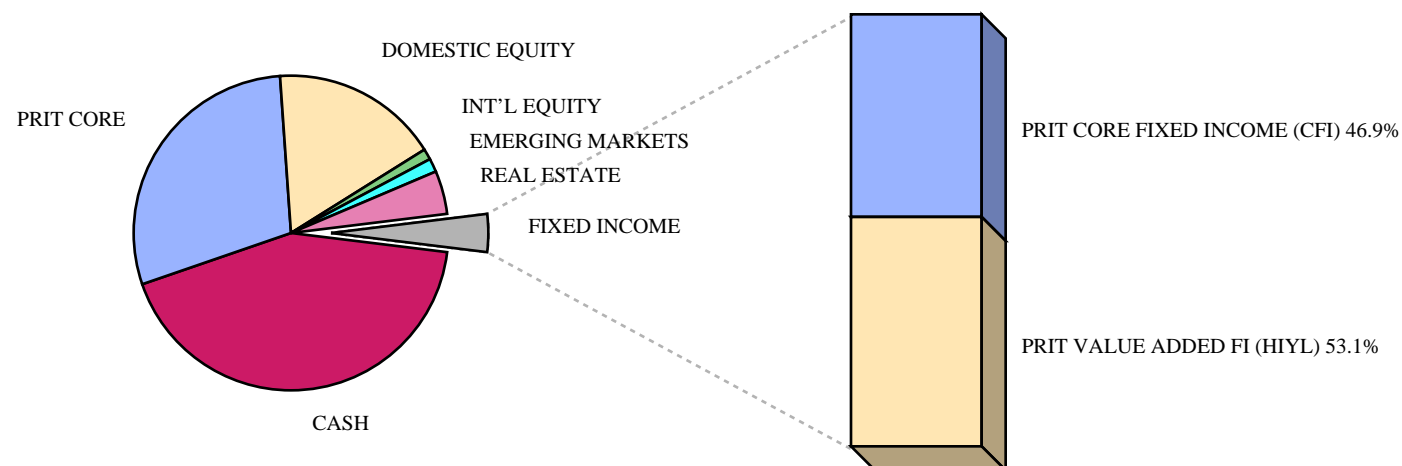 DOMESTIC EQUITY
PRIT CORE
INT’L EQUITY
EMERGING MARKETS
REAL ESTATE
FIXED INCOME
CASH
PRIT CORE FIXED INCOME (CFI) 46.9%
PRIT VALUE ADDED FI (HIYL) 53.1%